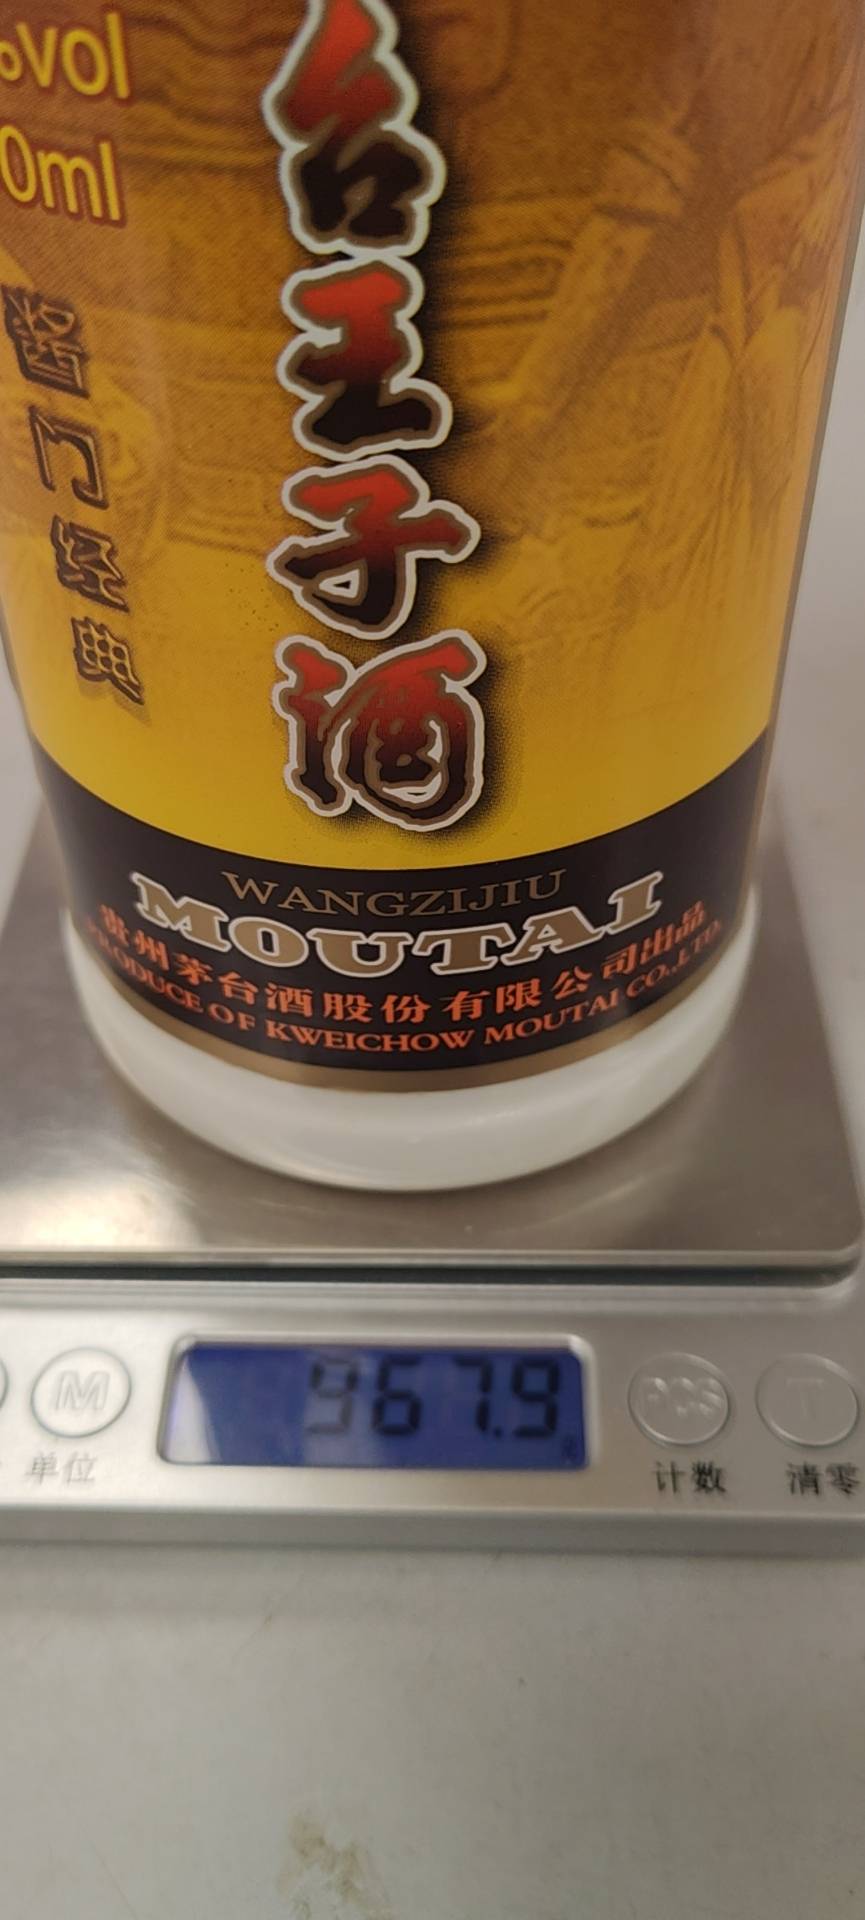 %vol
0ml
台王子酒
酱了经典
WANGZIJIU
MOUTAI
贵州茅台酒股份有限公司出品
PRODUCE OF KWEICHOW MOUTAI CO.,LTD.
967.9
M
PCS
T
单位
计数
清零